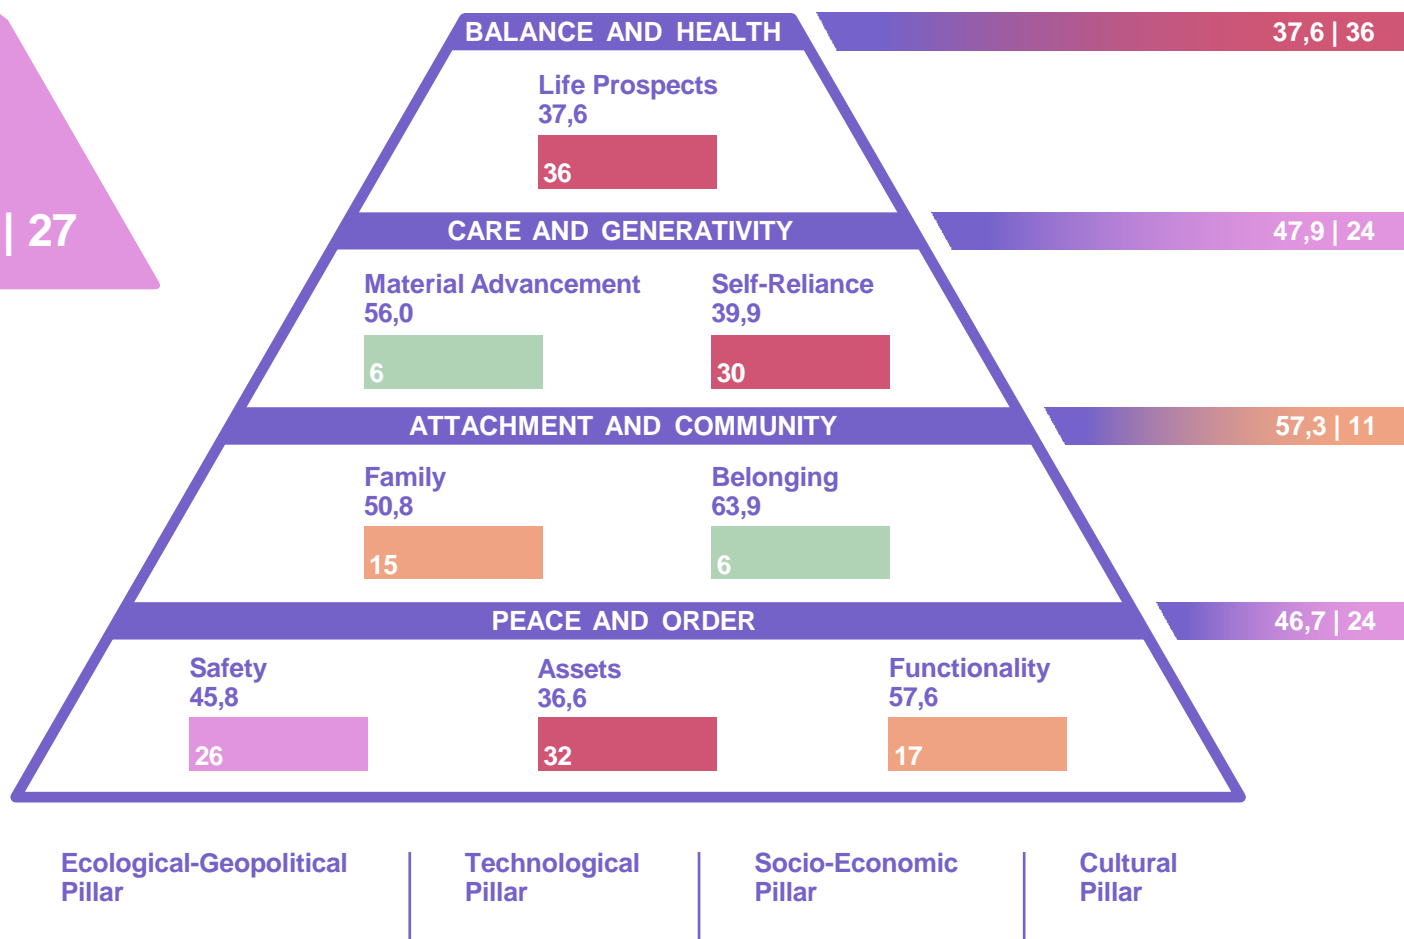 BALANCE AND HEALTH
37,6 | 36
Life Prospects
37,6
36
| 27
CARE AND GENERATIVITY
47,9 | 24
Material Advancement
56,0
6
Self-Reliance
39,9
30
ATTACHMENT AND COMMUNITY
57,3 | 11
Family
50,8
15
Belonging
63,9
6
PEACE AND ORDER
46,7 | 24
Safety
45,8
26
Assets
36,6
32
Functionality
57,6
17
Ecological-Geopolitical
Pillar
Technological
Pillar
Socio-Economic
Pillar
Cultural
Pillar